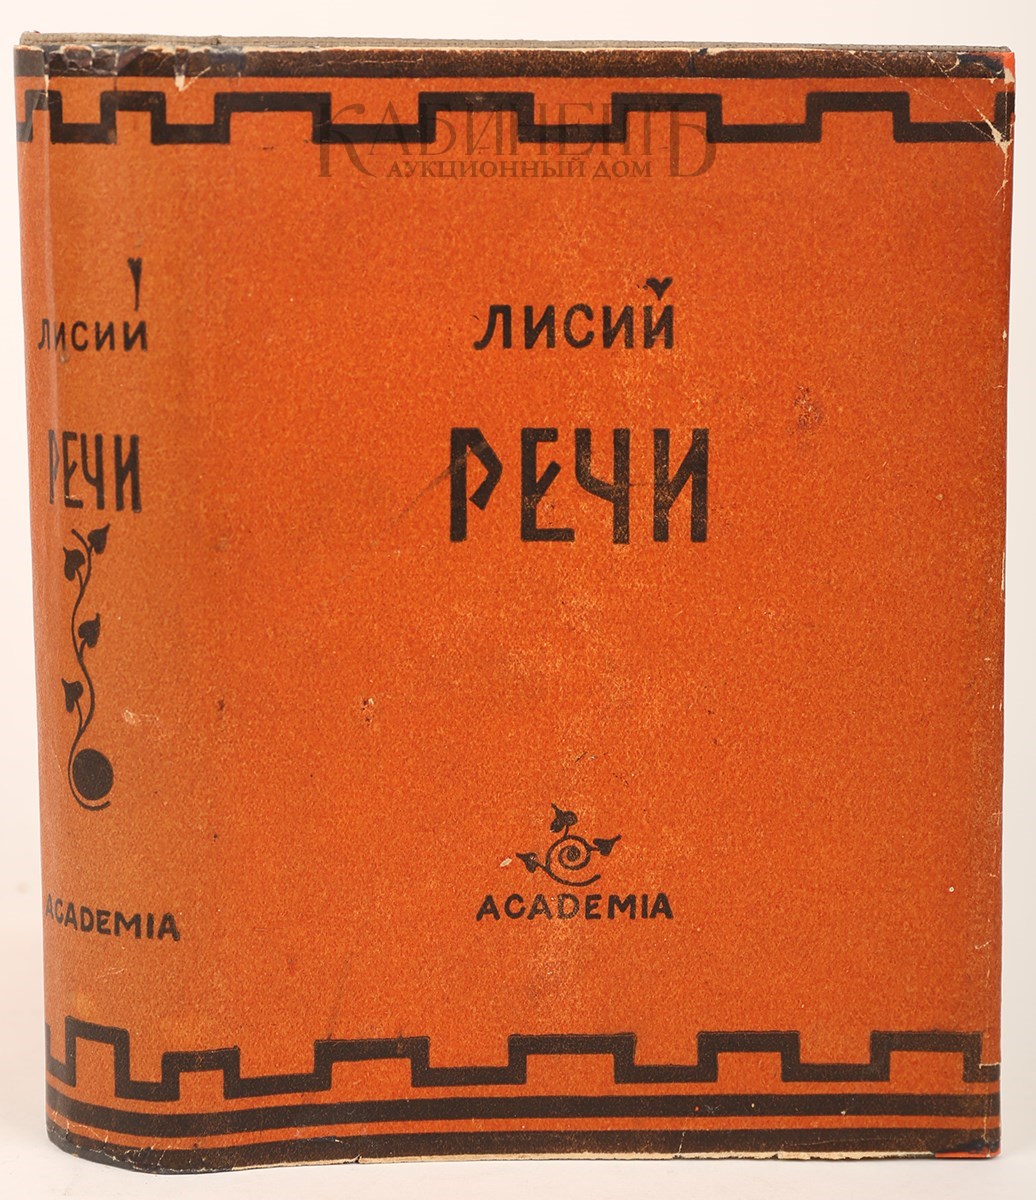 КАБИНЕТЪ
АУКЦИОННЫЙ ДОМ
ЛИСИЙ
РЕЧИ
ACADEMIA
ЛИСИЙ
РЕЧИ
ACADEMIA